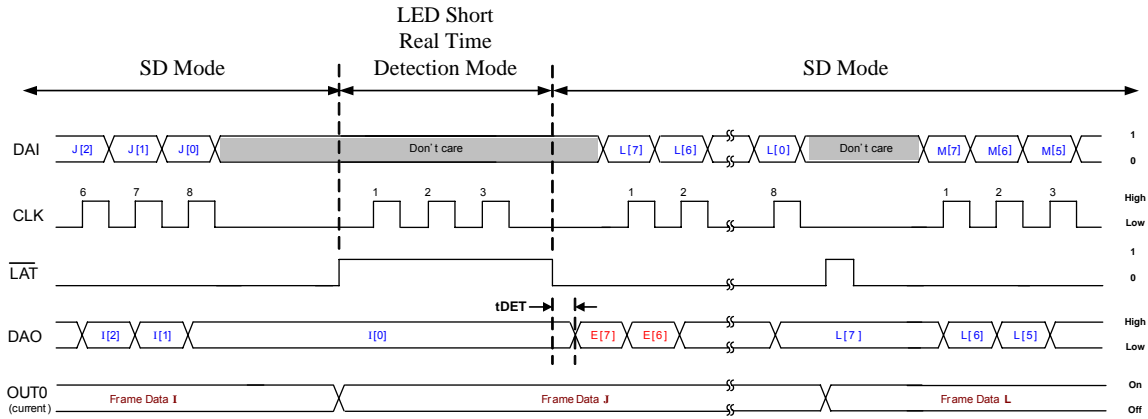 LED Short
Real Time
SD Mode Detection Mode SD Mode
DAI J[2] J[1] J[0] Don't care L[7] L[6] L[0] Don't care M[7] M[6] M[5] 1
0
CLK 6 7 8 1 2 3 1 2 8 1 2 3 High
Low
LAT 1
0
tDET
DAO I[2] I[1] I[0] E[7] E[6] L[7] L[6] L[5] High
Low
OUT0 Frame Data I Frame Data J Frame Data L On
(current) Off